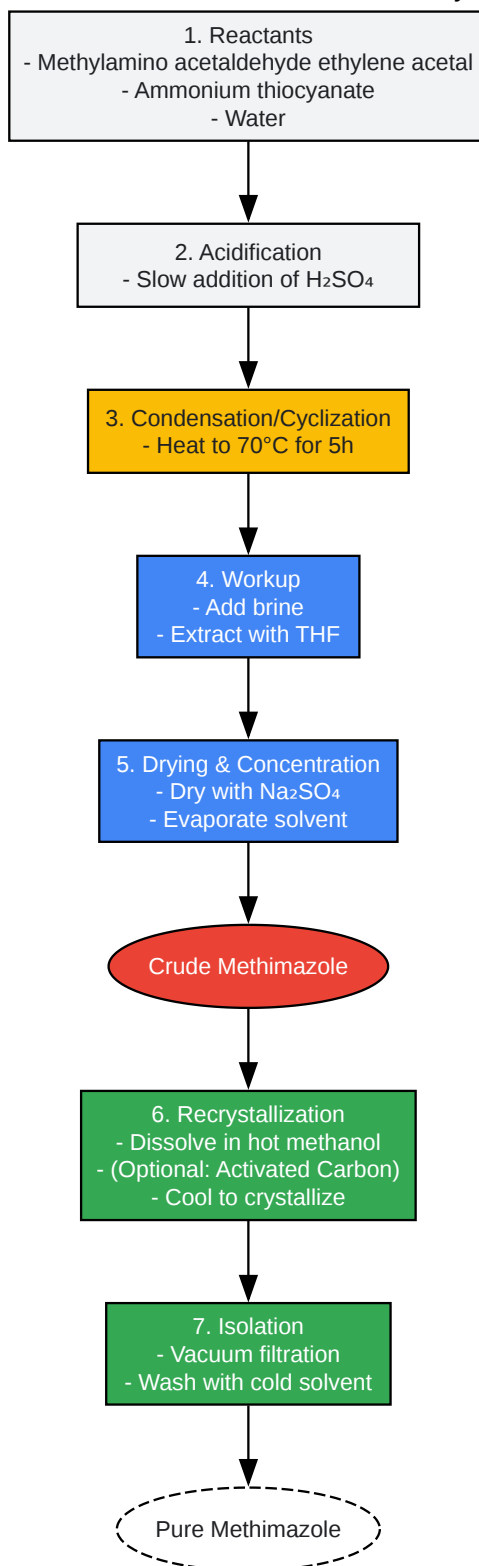 1. Reactants
- Methylamino acetaldehyde ethylene acetal
- Ammonium thiocyanate
- Water
2. Acidification
- Slow addition of H₂SO₄
3. Condensation/Cyclization
- Heat to 70°C for 5h
4. Workup
- Add brine
- Extract with THF
5. Drying & Concentration
- Dry with Na₂SO₄
- Evaporate solvent
Crude Methimazole
6. Recrystallization
- Dissolve in hot methanol
- (Optional: Activated Carbon)
- Cool to crystallize
7. Isolation
- Vacuum filtration
- Wash with cold solvent
Pure Methimazole